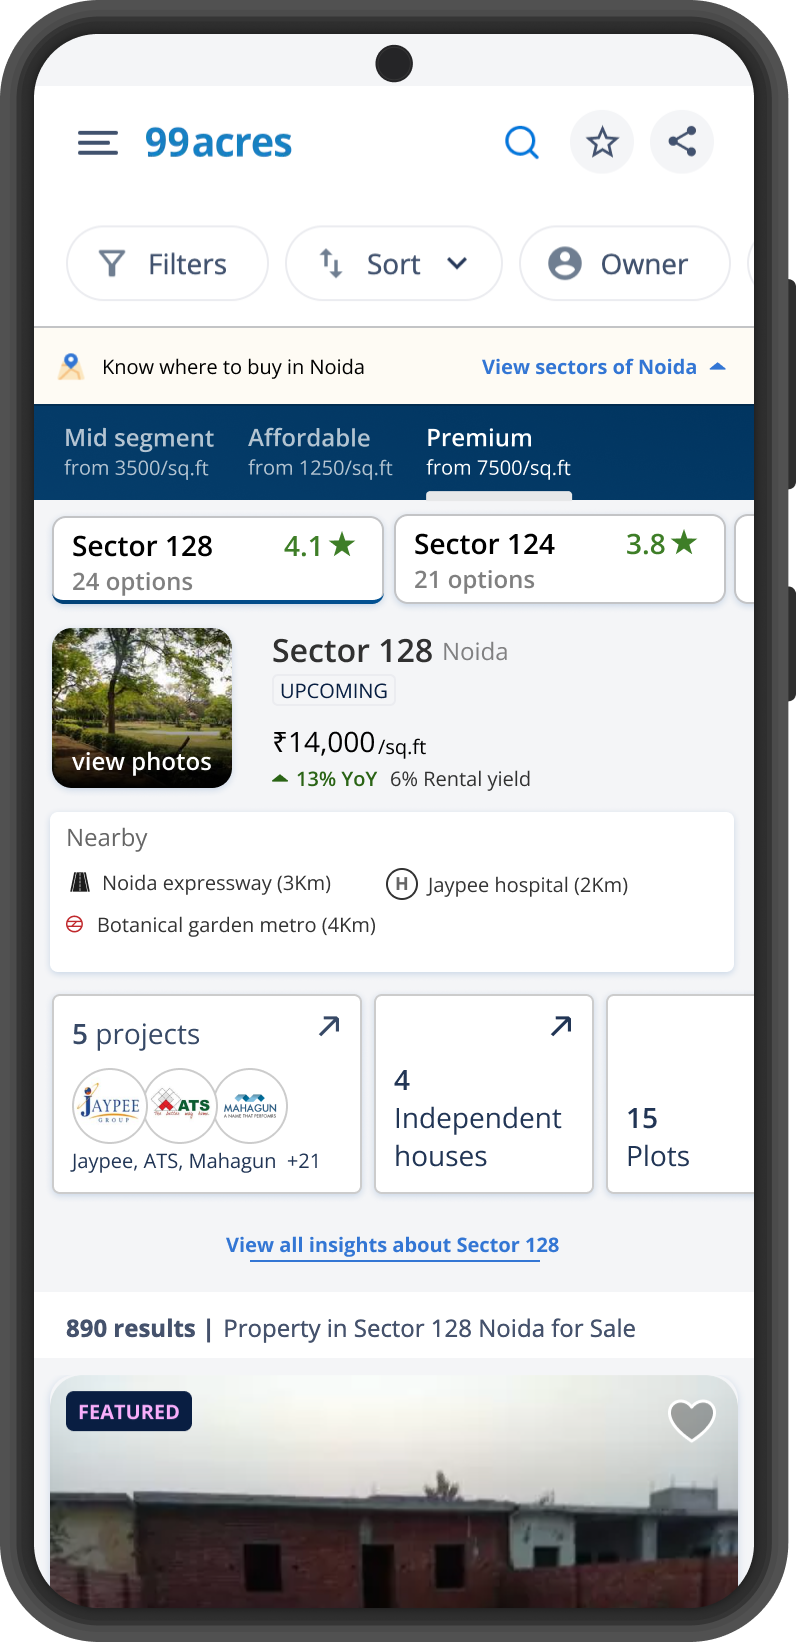 99acres
Filters
Sort
Owner
Know where to buy in Noida
View sectors of Noida
Mid segment
from 3500/sq.ft
Affordable
from 1250/sq.ft
Premium
from 7500/sq.ft
Sector 128
4.1★
24 options
Sector 124
3.8★
21 options
view photos
Sector 128 Noida
UPCOMING
₹14,000/sq.ft
13% YoY 6% Rental yield
Nearby
Noida expressway (3Km)
H Jaypee hospital (2Km)
Botanical garden metro (4Km)
5 projects
JAYPEE
GROUP
ATS
MAHAGUN
Jaypee, ATS, Mahagun +21
4
Independent
houses
15
Plots
View all insights about Sector 128
890 results | Property in Sector 128 Noida for Sale
FEATURED